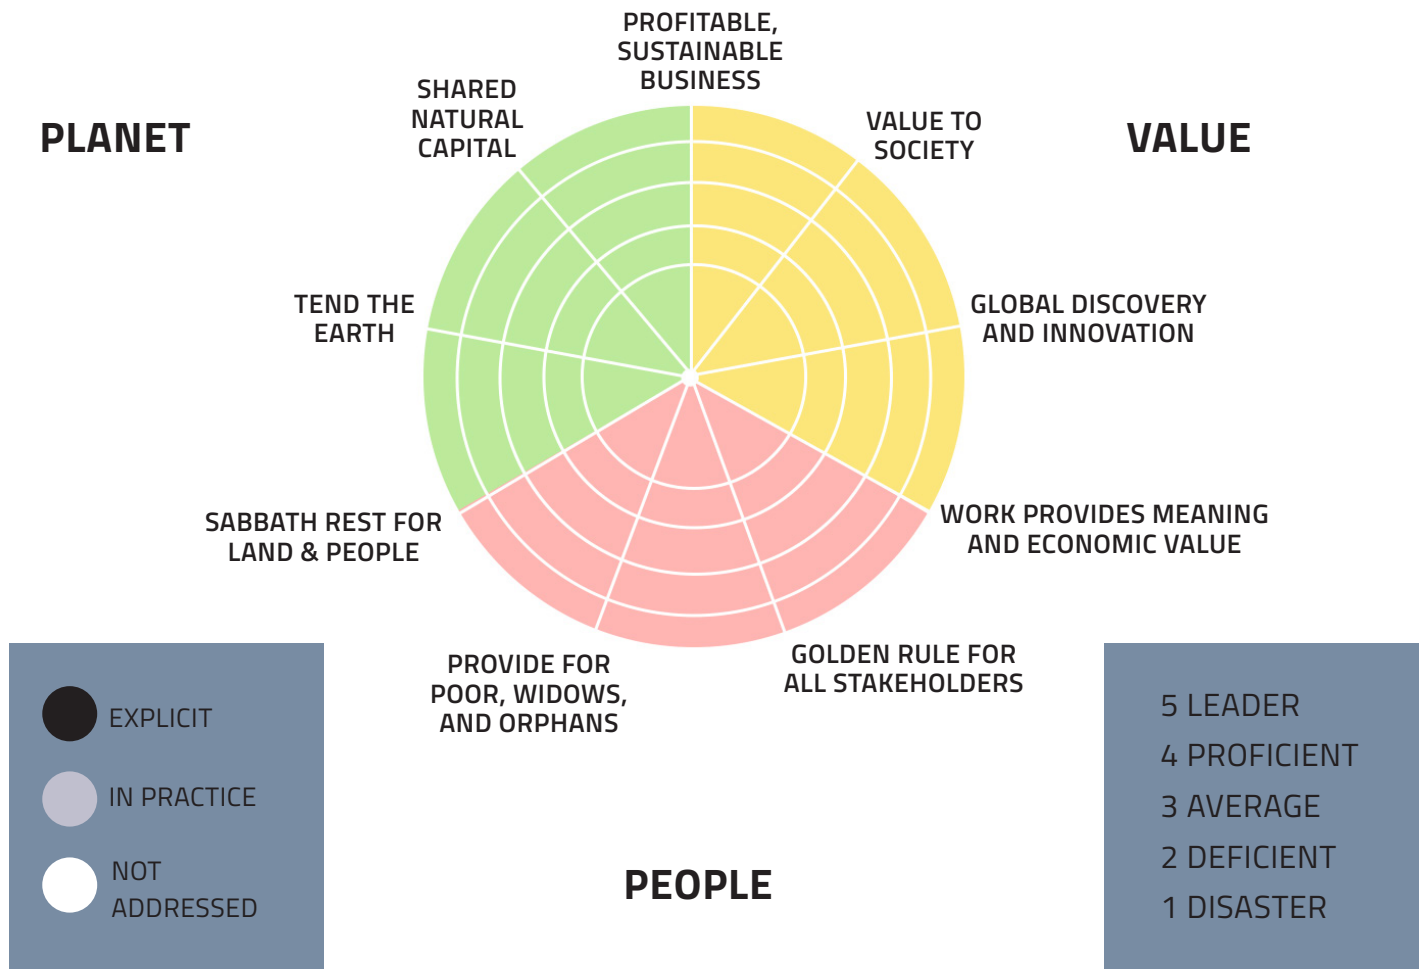 PROFITABLE,
SUSTAINABLE
BUSINESS
SHARED
NATURAL
CAPITAL
PLANET
VALUE TO
SOCIETY
VALUE
TEND THE
EARTH
GLOBAL DISCOVERY
AND INNOVATION
SABBATH REST FOR
LAND & PEOPLE
WORK PROVIDES MEANING
AND ECONOMIC VALUE
PROVIDE FOR
POOR, WIDOWS,
AND ORPHANS
GOLDEN RULE FOR
ALL STAKEHOLDERS
EXPLICIT
IN PRACTICE
NOT
ADDRESSED
PEOPLE
5 LEADER
4 PROFICIENT
3 AVERAGE
2 DEFICIENT
1 DISASTER